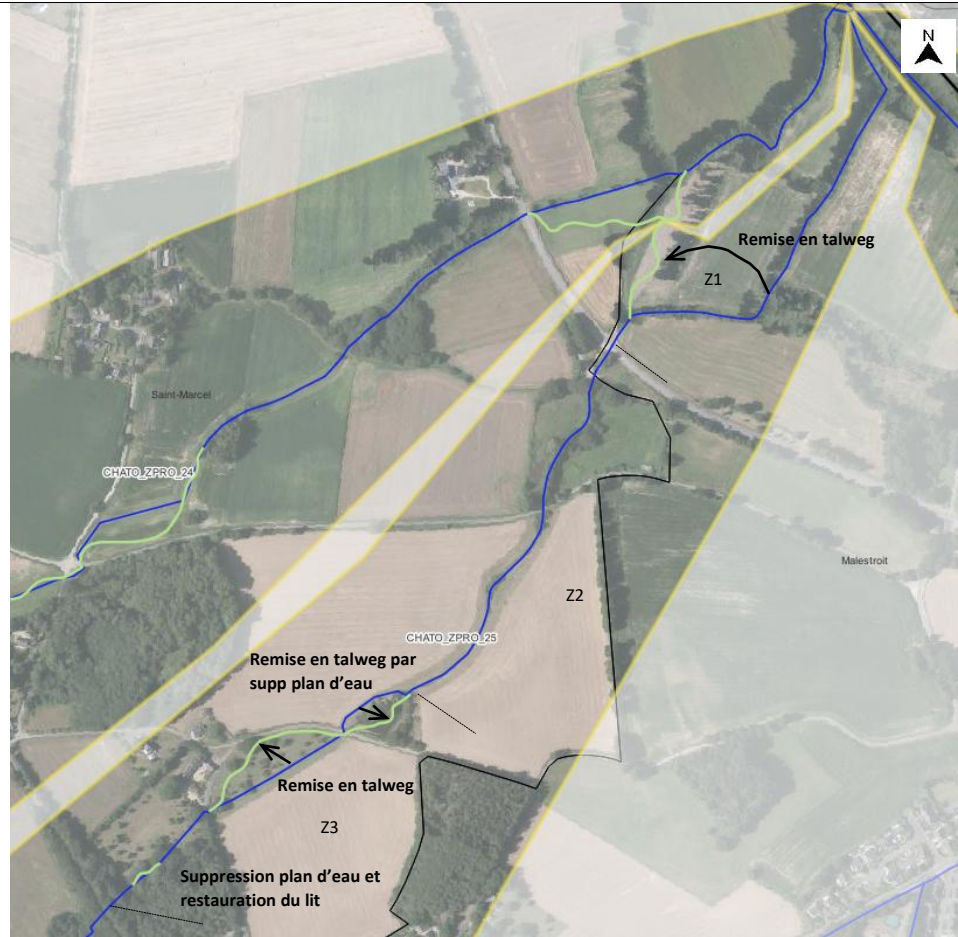 N
Remise en talweg
Z1
Saint-Marcel
CHATO_ZPRO_24
Malestroit
Z2
CHATO_ZPRO_25
Remise en talweg par
supp plan d'eau
Remise en talweg
Z3
Suppression plan d'eau et
restauration du lit